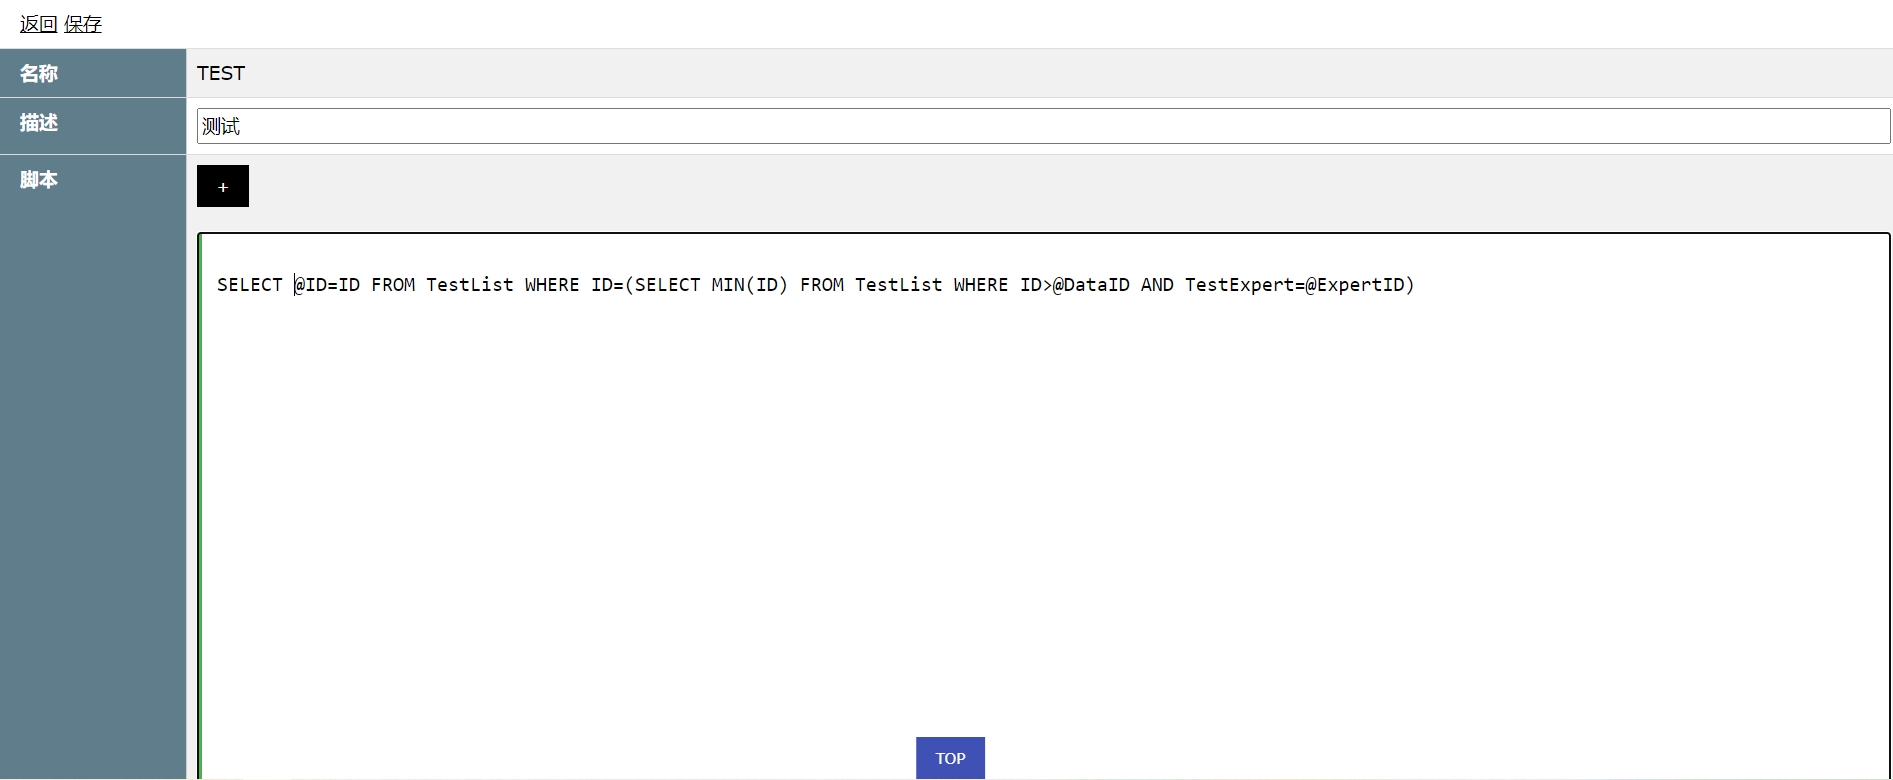 返回 保存
名称 TEST
描述 测试
脚本 +
SELECT @ID=ID FROM TestList WHERE ID=(SELECT MIN(ID) FROM TestList WHERE ID>@DataID AND TestExpert=@ExpertID)
TOP